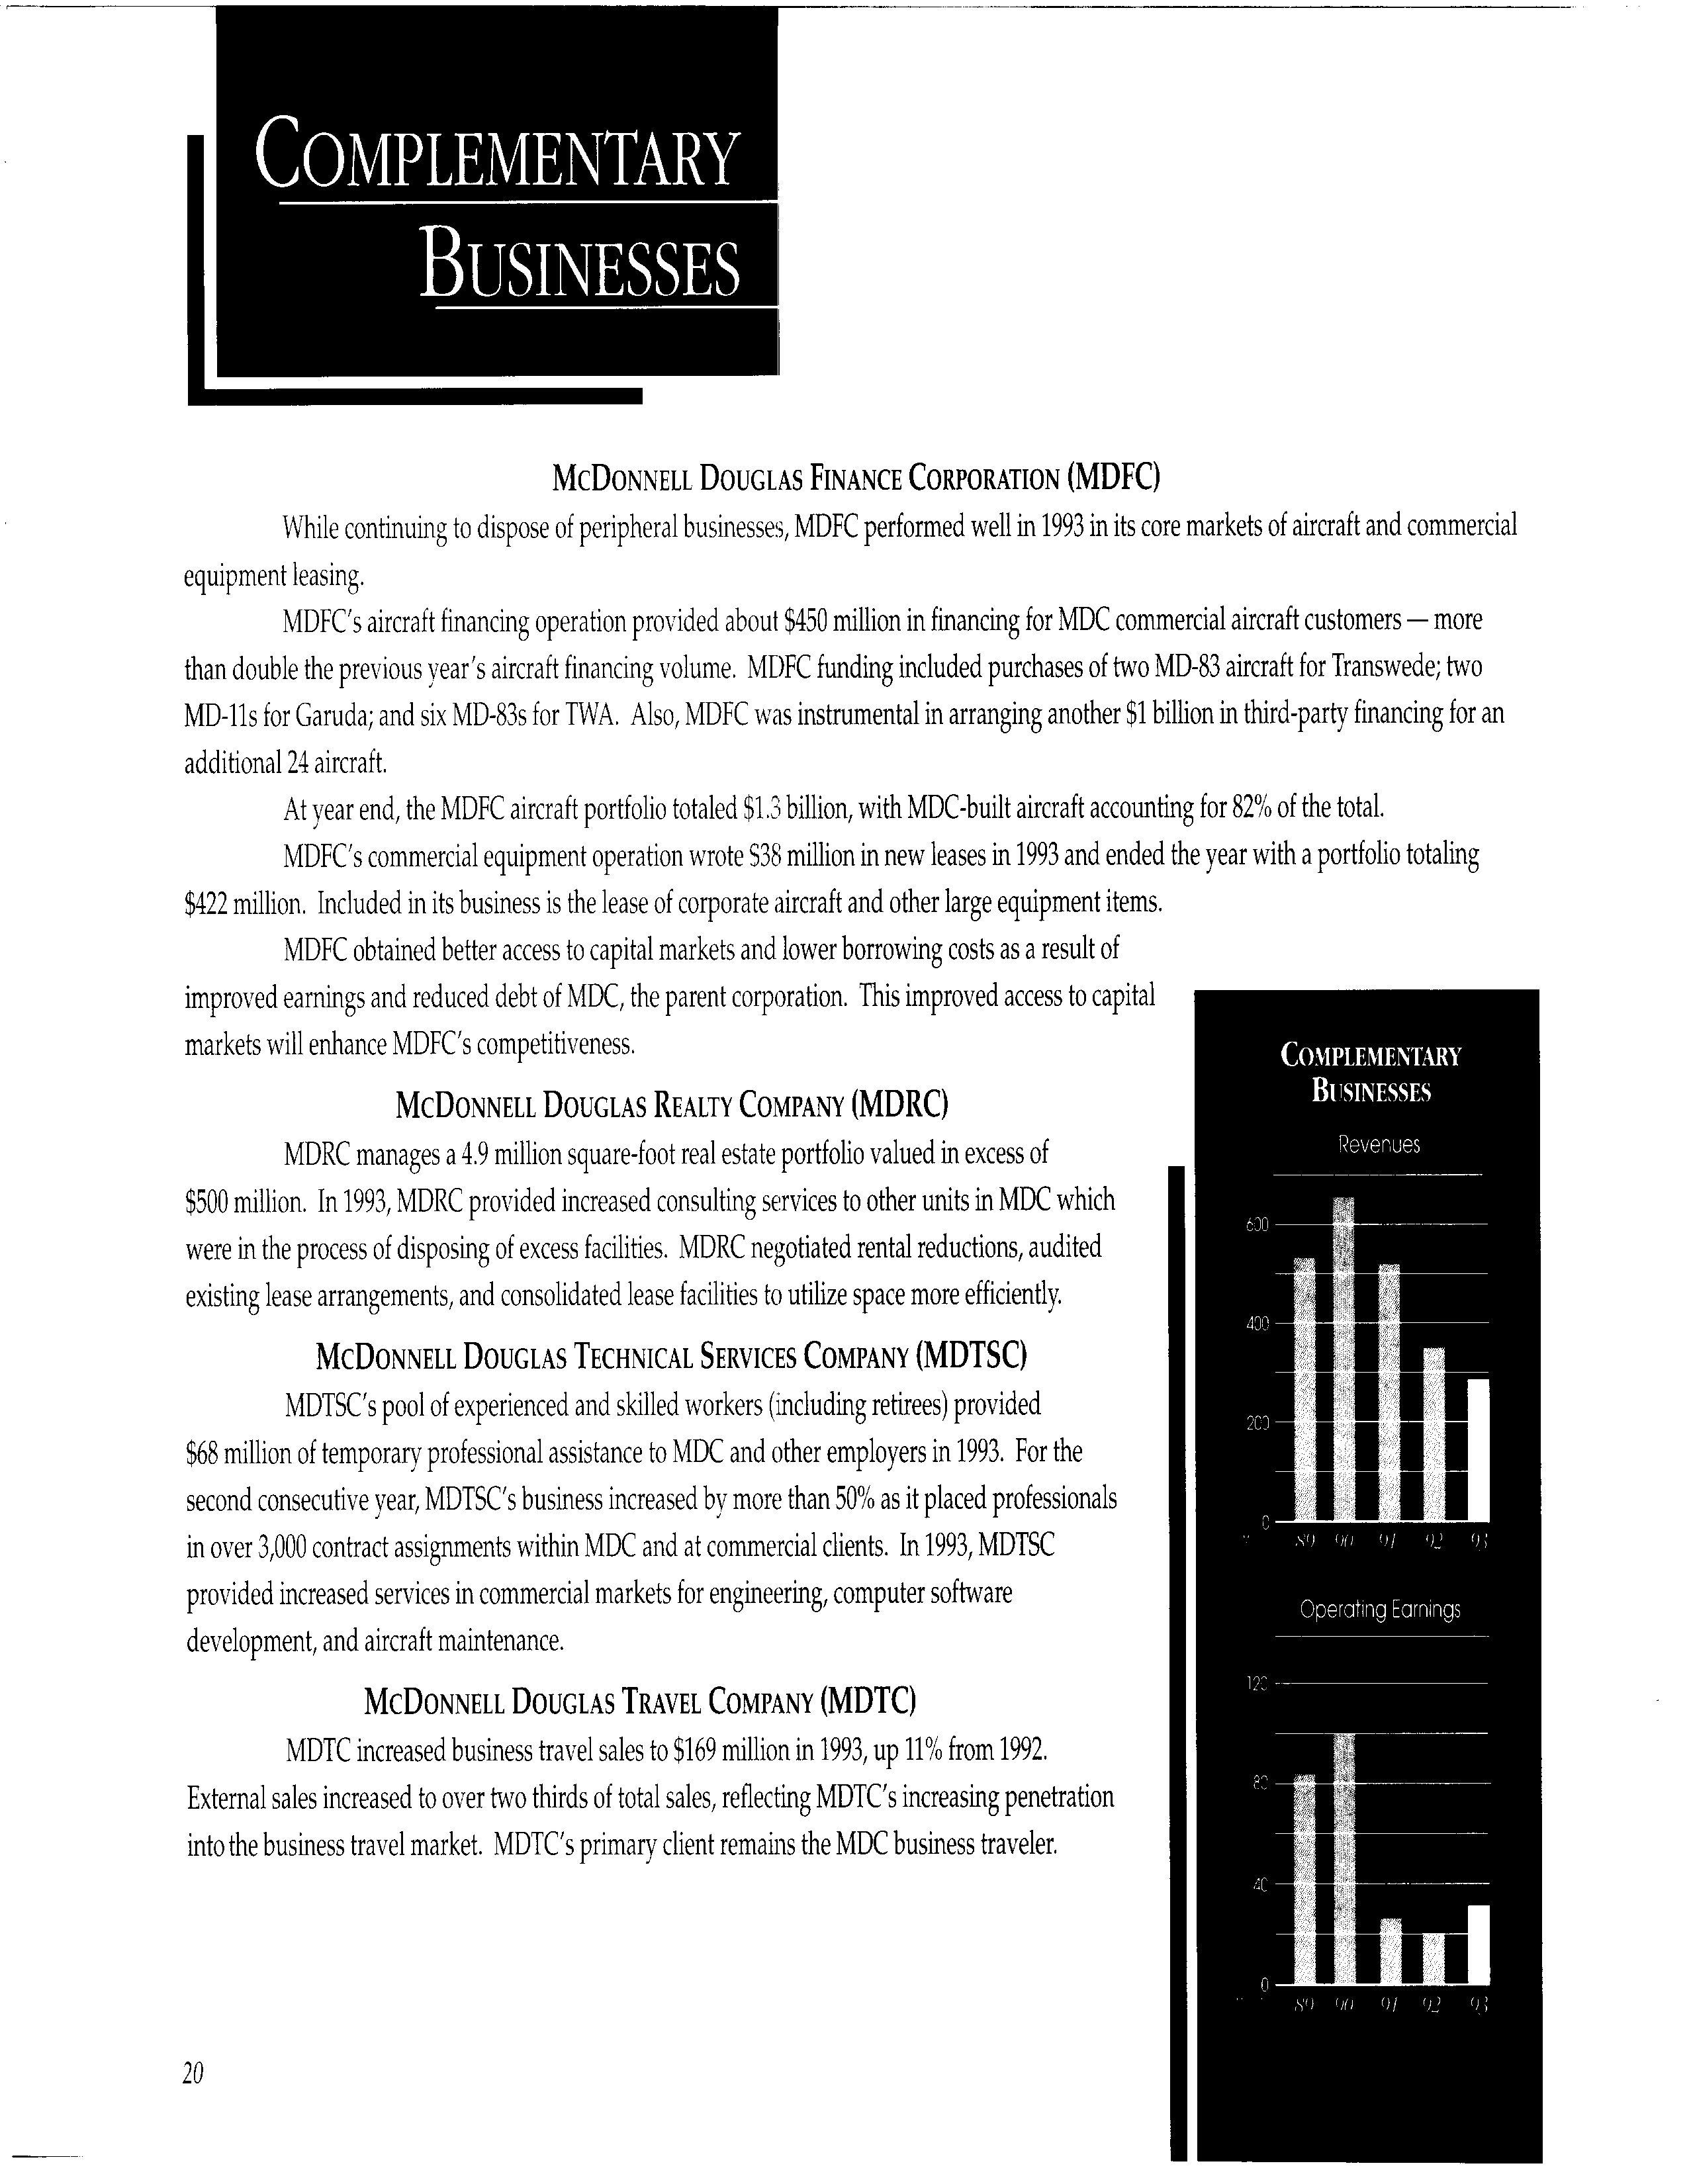 COMPLEMENTARY
BUSINESSES
MCDONNELL DOUGLAS FINANCE CORPORATION (MDFC)
While continuing to dispose of peripheral businesses, MDFC performed well in 1993 in its core markets of aircraft and commercial
equipment leasing.
MDFC's aircraft financing operation provided about $450 million in financing for MDC commercial aircraft customers — more
than double the previous year's aircraft financing volume. MDFC funding included purchases of two MD-83 aircraft for Transwede; two
MD-11s for Garuda; and six MD-83s for TWA. Also, MDFC was instrumental in arranging another $1 billion in third-party financing for an
additional 24 aircraft.
At year end, the MDFC aircraft portfolio totaled $1.3 billion, with MDC-built aircraft accounting for 82% of the total.
MDFC's commercial equipment operation wrote $38 million in new leases in 1993 and ended the year with a portfolio totaling
$422 million. Included in its business is the lease of corporate aircraft and other large equipment items.
MDFC obtained better access to capital markets and lower borrowing costs as a result of
improved earnings and reduced debt of MDC, the parent corporation. This improved access to capital
markets will enhance MDFC's competitiveness.
MCDONNELL DOUGLAS REALTY COMPANY (MDRC)
MDRC manages a 4.9 million square-foot real estate portfolio valued in excess of
$500 million. In 1993, MDRC provided increased consulting services to other units in MDC which
were in the process of disposing of excess facilities. MDRC negotiated rental reductions, audited
existing lease arrangements, and consolidated lease facilities to utilize space more efficiently.
MCDONNELL DOUGLAS TECHNICAL SERVICES COMPANY (MDTSC)
MDTSC's pool of experienced and skilled workers (including retirees) provided
$68 million of temporary professional assistance to MDC and other employers in 1993. For the
second consecutive year, MDTSC's business increased by more than 50% as it placed professionals
in over 3,000 contract assignments within MDC and at commercial clients. In 1993, MDTSC
provided increased services in commercial markets for engineering, computer software
development, and aircraft maintenance.
MCDONNELL DOUGLAS TRAVEL COMPANY (MDTC)
MDTC increased business travel sales to $169 million in 1993, up 11% from 1992.
External sales increased to over two thirds of total sales, reflecting MDTC's increasing penetration
into the business travel market. MDTC's primary client remains the MDC business traveler.
COMPLEMENTARY
BUSINESSES
Revenues
600
400
200
0
89 90 91 92 93
Operating Earnings
120
80
40
0
89 90 91 92 93
20